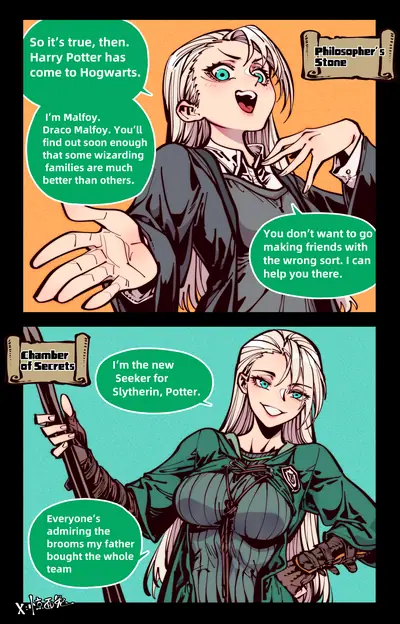 So it's true, then.
Harry Potter has
come to Hogwarts.
Philosopher's
Stone
I'm Malfoy.
Draco Malfoy. You'll
find out soon enough
that some wizarding
families are much
better than others.
You don't want to go
making friends with
the wrong sort. I can
help you there.
Chamber
of Secrets
I'm the new
Seeker for
Slytherin, Potter.
Everyone's
admiring the
brooms my father
bought the whole
team
X: